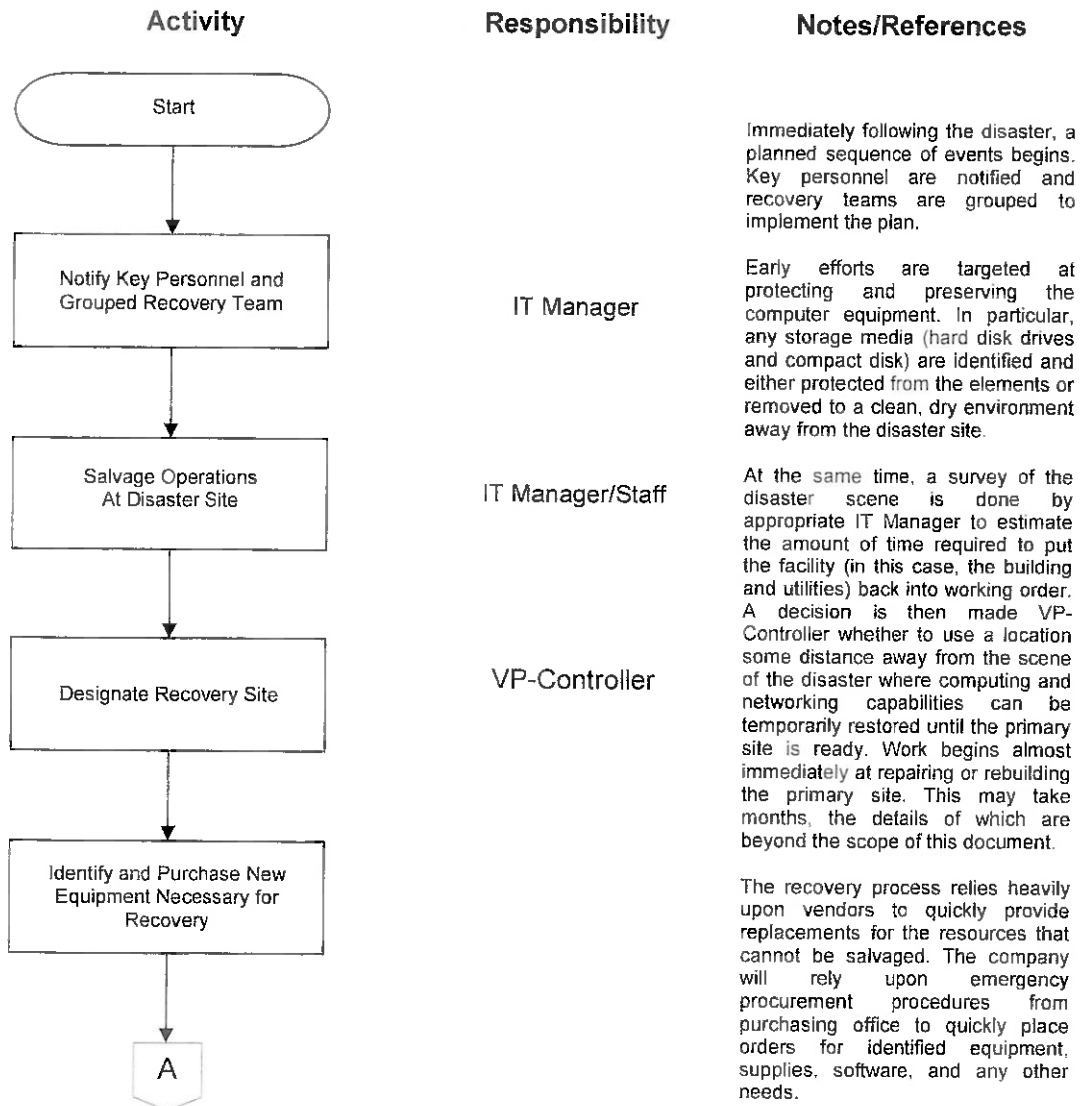 Activity
Responsibility
Notes/References
Start
Immediately following the disaster, a
planned sequence of events begins.
Key personnel are notified and
recovery teams are grouped to
implement the plan.
Notify Key Personnel and
Grouped Recovery Team
IT Manager
Early efforts are targeted at
protecting and preserving the
computer equipment. In particular,
any storage media (hard disk drives
and compact disk) are identified and
either protected from the elements or
removed to a clean, dry environment
away from the disaster site.
Salvage Operations
At Disaster Site
IT Manager/Staff
At the same time, a survey of the
disaster scene is done by
appropriate IT Manager to estimate
the amount of time required to put
the facility (in this case, the building
and utilities) back into working order.
A decision is then made VP-
Controller whether to use a location
some distance away from the scene
of the disaster where computing and
networking capabilities can be
temporarily restored until the primary
site is ready. Work begins almost
immediately at repairing or rebuilding
the primary site. This may take
months, the details of which are
beyond the scope of this document.
Designate Recovery Site
VP-Controller
Identify and Purchase New
Equipment Necessary for
Recovery
The recovery process relies heavily
upon vendors to quickly provide
replacements for the resources that
cannot be salvaged. The company
will rely upon emergency
procurement procedures from
purchasing office to quickly place
orders for identified equipment,
supplies, software, and any other
needs.
A